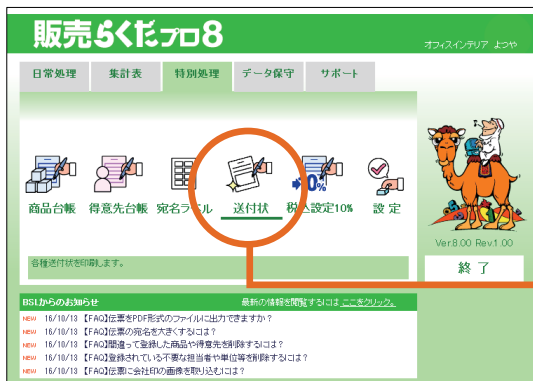 販売らくだプロ8
オフィスインテリア よつや
日常処理 集計表 特別処理 データ保守 サポート
0%
商品台帳 得意先台帳 宛名ラベル 送付状 税込設定10% 設定
Ver.8.00 Rev.1.00
各種送付状を印刷します。
終了
BSLからのお知らせ 最新の情報を閲覧するには ここをクリック。
NEW 16/10/13 【FAQ】伝票をPDF形式のファイルに出力できますか？
NEW 16/10/13 【FAQ】伝票の宛名を大きくするには？
NEW 16/10/13 【FAQ】間違って登録した商品や得意先を削除するには？
NEW 16/10/13 【FAQ】登録されている不要な担当者や単位等を削除するには？
NEW 16/10/13 【FAQ】伝票に会社印の画像を取り込むには？